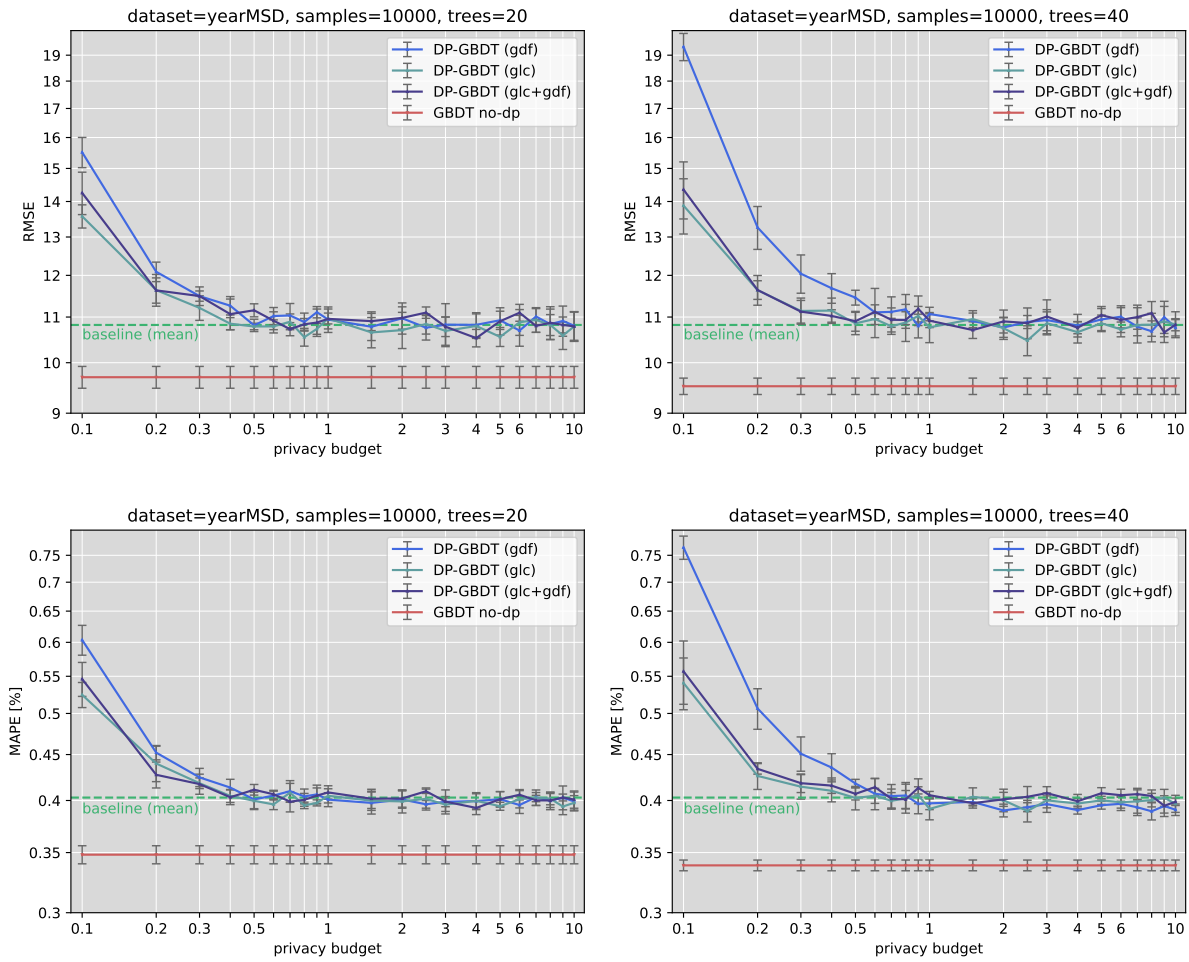 dataset=yearMSD, samples=10000, trees=20
RMSE
19
18
17
16
15
14
13
12
11
10
9
DP-GBDT (gdf)
DP-GBDT (glc)
DP-GBDT (glc+gdf)
GBDT no-dp
baseline (mean)
0.1 0.2 0.3 0.5 1 2 3 4 5 6 10
privacy budget
dataset=yearMSD, samples=10000, trees=40
RMSE
19
18
17
16
15
14
13
12
11
10
9
DP-GBDT (gdf)
DP-GBDT (glc)
DP-GBDT (glc+gdf)
GBDT no-dp
baseline (mean)
0.1 0.2 0.3 0.5 1 2 3 4 5 6 10
privacy budget
dataset=yearMSD, samples=10000, trees=20
MAPE [%]
0.75
0.7
0.65
0.6
0.55
0.5
0.45
0.4
0.35
0.3
DP-GBDT (gdf)
DP-GBDT (glc)
DP-GBDT (glc+gdf)
GBDT no-dp
baseline (mean)
0.1 0.2 0.3 0.5 1 2 3 4 5 6 10
privacy budget
dataset=yearMSD, samples=10000, trees=40
MAPE [%]
0.75
0.7
0.65
0.6
0.55
0.5
0.45
0.4
0.35
0.3
DP-GBDT (gdf)
DP-GBDT (glc)
DP-GBDT (glc+gdf)
GBDT no-dp
baseline (mean)
0.1 0.2 0.3 0.5 1 2 3 4 5 6 10
privacy budget